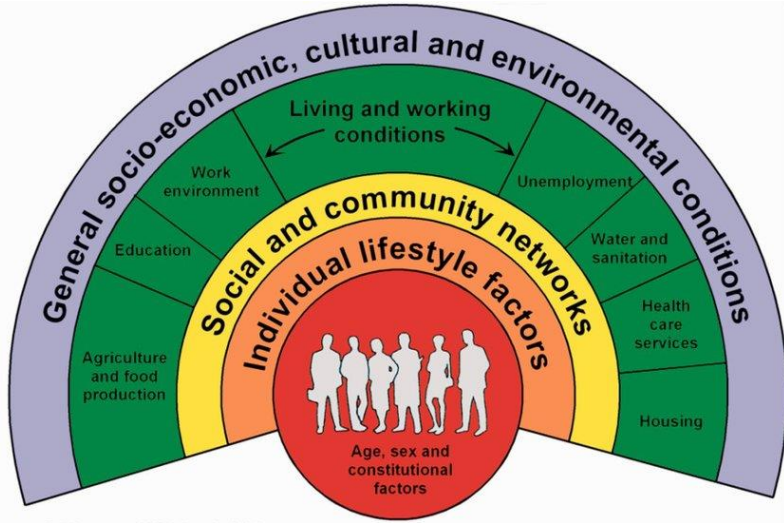 General socio-economic, cultural and environmental conditions
Living and working
conditions
Work
environment
Education
Agriculture
and food
production
Unemployment
Water and
sanitation
Health
care
services
Housing
Social and community networks
Individual lifestyle factors
Age, sex and
constitutional
factors